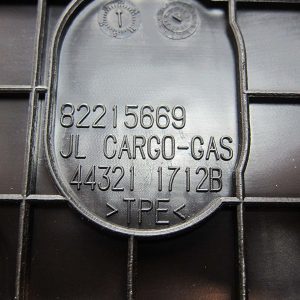 82215669
JL CARGO-GAS
44321 1712B
>TPE<